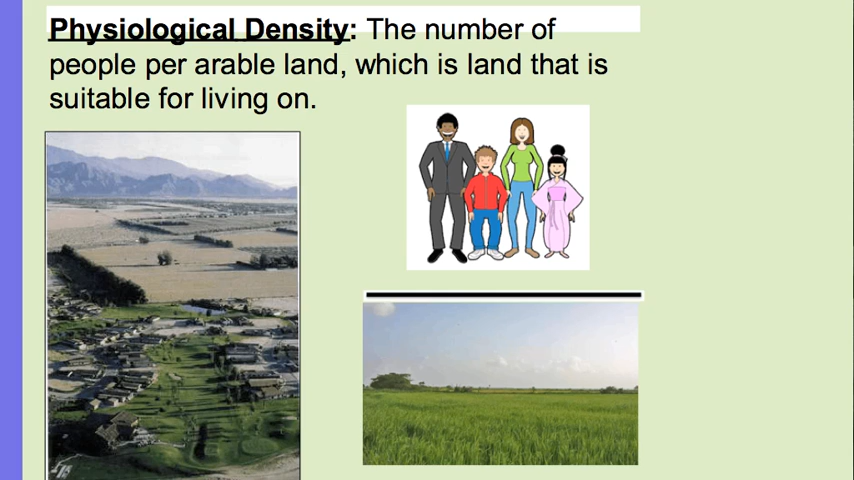 Physiological Density: The number of
people per arable land, which is land that is
suitable for living on.